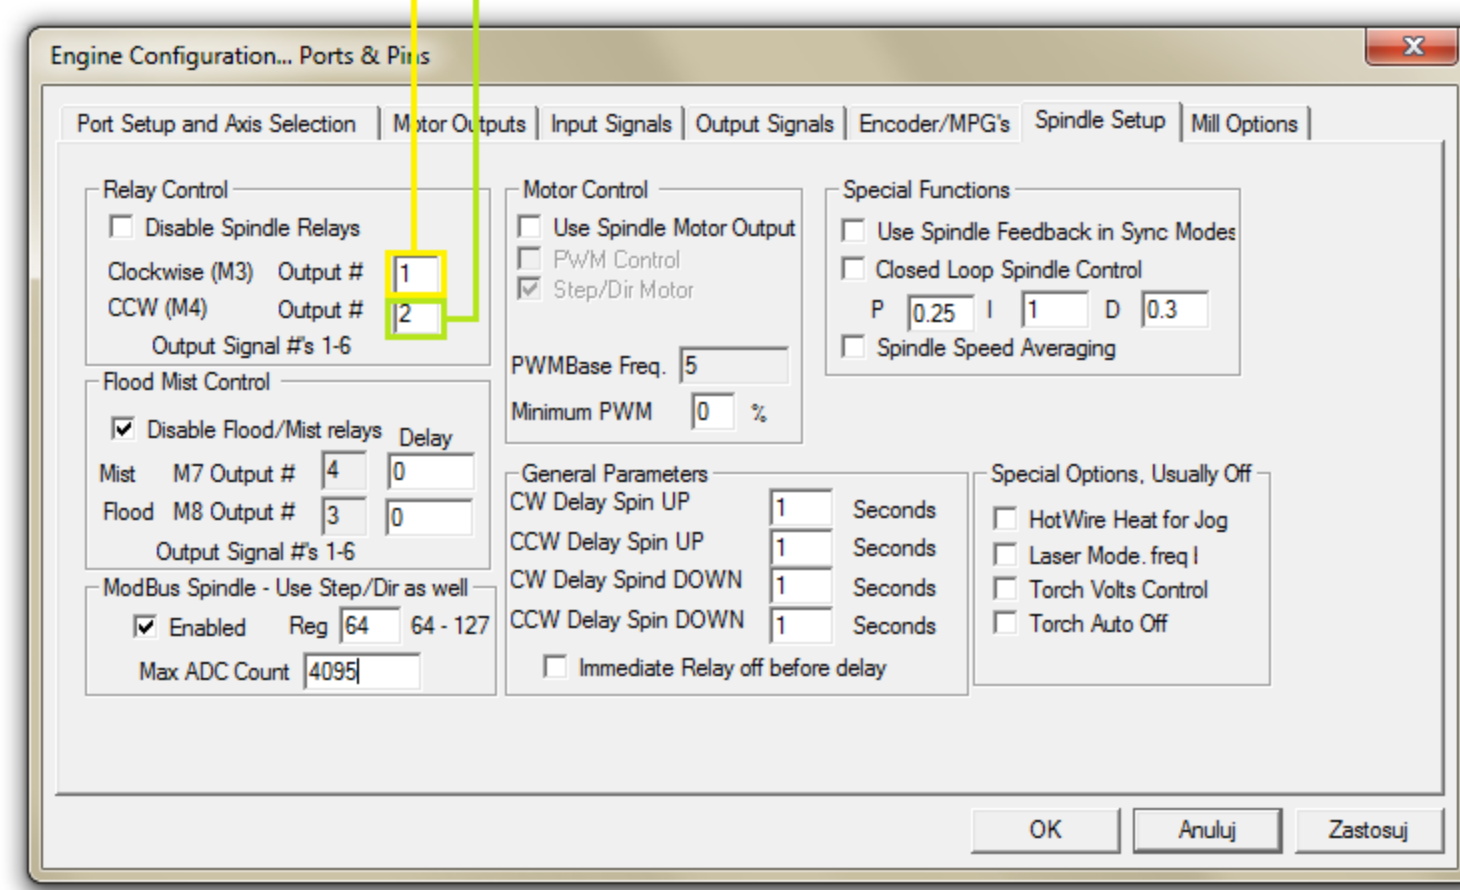 Engine Configuration... Ports & Pins
X
Port Setup and Axis Selection
Motor Outputs
Input Signals
Output Signals
Encoder/MPG's
Spindle Setup
Mill Options
Relay Control
Disable Spindle Relays
Clockwise (M3) Output # 1
CCW (M4) Output # 2
Output Signal #'s 1-6
Flood Mist Control
Disable Flood/Mist relays Delay
Mist M7 Output # 4 0
Flood M8 Output # 3 0
Output Signal #'s 1-6
ModBus Spindle - Use Step/Dir as well
Enabled Reg 64 64 - 127
Max ADC Count 4095
Motor Control
Use Spindle Motor Output
PWM Control
Step/Dir Motor
PWMBase Freq. 5
Minimum PWM 0 %
General Parameters
CW Delay Spin UP 1 Seconds
CCW Delay Spin UP 1 Seconds
CW Delay Spind DOWN 1 Seconds
CCW Delay Spin DOWN 1 Seconds
Immediate Relay off before delay
Special Functions
Use Spindle Feedback in Sync Modes
Closed Loop Spindle Control
P 0.25 I 1 D 0.3
Spindle Speed Averaging
Special Options, Usually Off
HotWire Heat for Jog
Laser Mode. freq I
Torch Volts Control
Torch Auto Off
OK
Anuluj
Zastosuj